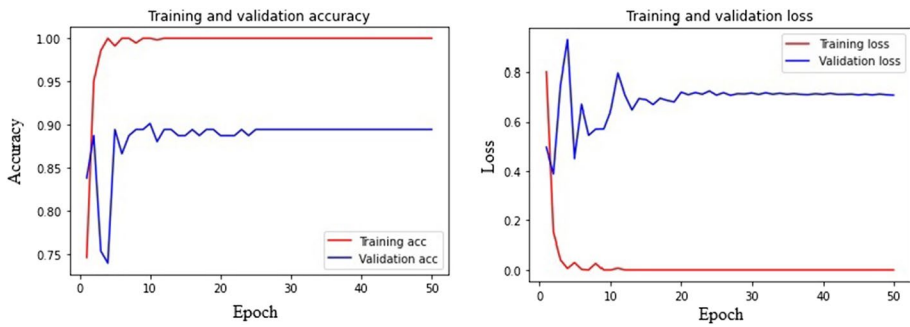 Training and validation accuracy
1.00
0.95
0.90
0.85
0.80
0.75
Accuracy
Training acc
Validation acc
0 10 20 30 40 50
Epoch
Training and validation loss
0.8
0.6
0.4
0.2
0.0
Loss
Training loss
Validation loss
0 10 20 30 40 50
Epoch